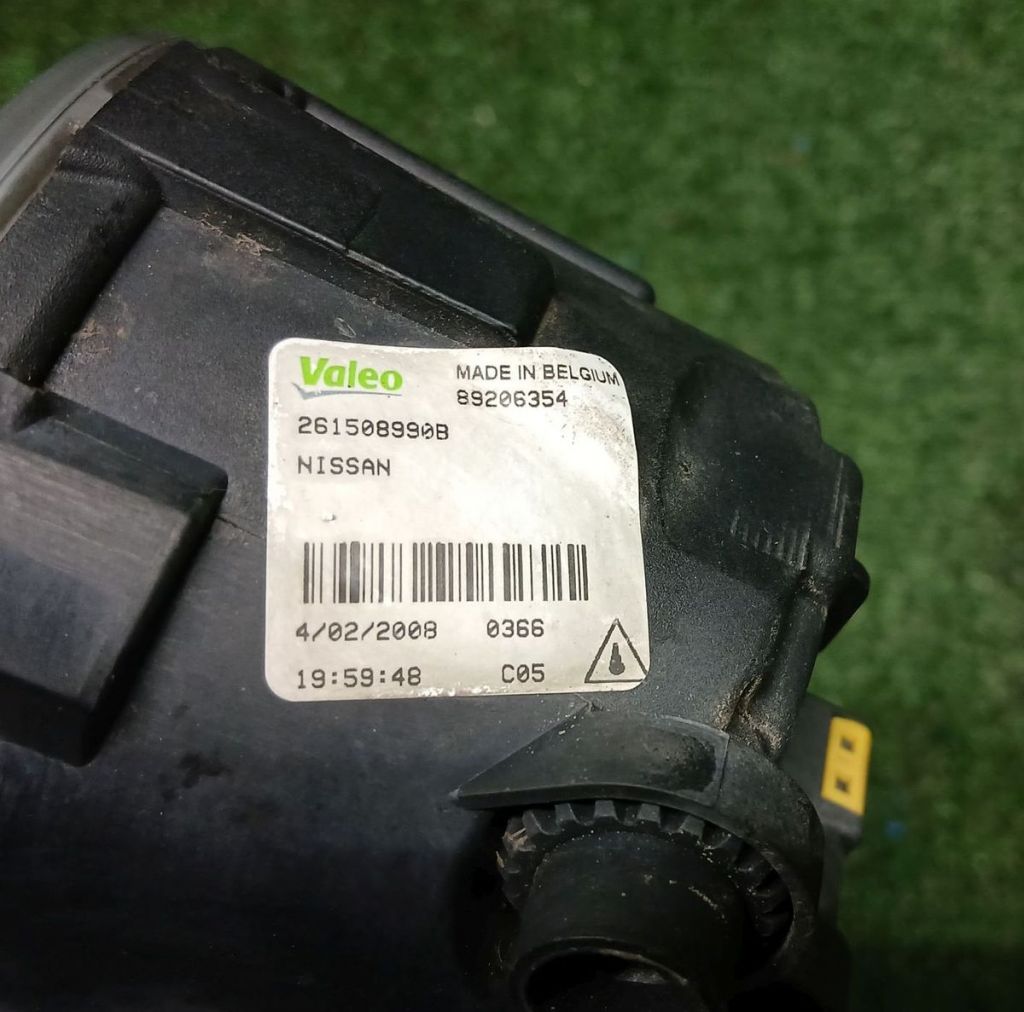 Valeo
MADE IN BELGIUM
89206354
261508990B
NISSAN
4/02/2008 0366
19:59:48 C05